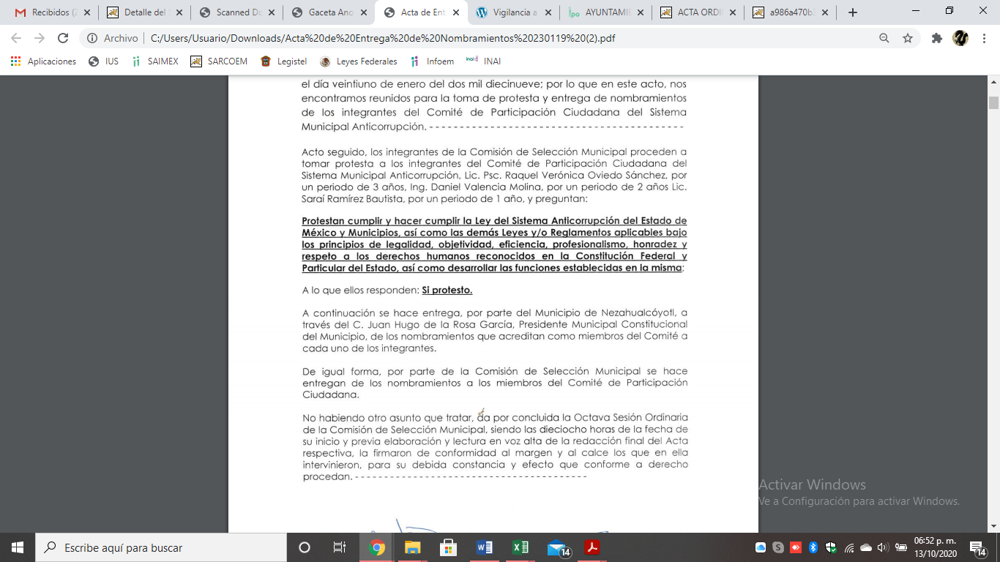 Recibidos (2
Detalle del
Scanned Do
Gaceta Ano
Acta de Ent
Vigilancia a
AYUNTAMIE
ACTA ORDI
a986a470b
Archivo
C:/Users/Usuario/Downloads/Acta%20de%20Entrega%20de%20Nombramientos%20230119%20(2).pdf
Aplicaciones
IUS
SAIMEX
SARCOEM
Legistel
Leyes Federales
Infoem
INAI
el día veintiuno de enero del dos mil diecinueve; por lo que en este acto, nos
encontramos reunidos para la toma de protesta y entrega de nombramientos
de los integrantes del Comité de Participación Ciudadana del Sistema
Municipal Anticorrupción. - - - - - - - - - - - - - - - - - - - - - - - - - - - - - - - - - - - - - - - - - -
Acto seguido, los integrantes de la Comisión de Selección Municipal proceden a
tomar protesta a los integrantes del Comité de Participación Ciudadana del
Sistema Municipal Anticorrupción, Lic. Psc. Raquel Verónica Oviedo Sánchez, por
un periodo de 3 años, Ing. Daniel Valencia Molina, por un periodo de 2 años Lic.
Saraí Ramírez Bautista, por un periodo de 1 año, y preguntan:
Protestan cumplir y hacer cumplir la Ley del Sistema Anticorrupción del Estado de
México y Municipios, así como las demás Leyes y/o Reglamentos aplicables bajo
los principios de legalidad, objetividad, eficiencia, profesionalismo, honradez y
respeto a los derechos humanos reconocidos en la Constitución Federal y
Particular del Estado, así como desarrollar las funciones establecidas en la misma:
A lo que ellos responden: Si protesto.
A continuación se hace entrega, por parte del Municipio de Nezahualcóyotl, a
través del C. Juan Hugo de la Rosa García, Presidente Municipal Constitucional
del Municipio, de los nombramientos que acreditan como miembros del Comité a
cada uno de los integrantes.
De igual forma, por parte de la Comisión de Selección Municipal se hace
entregan de los nombramientos a los miembros del Comité de Participación
Ciudadana.
No habiendo otro asunto que tratar, da por concluida la Octava Sesión Ordinaria
de la Comisión de Selección Municipal, siendo las dieciocho horas de la fecha de
su inicio y previa elaboración y lectura en voz alta de la redacción final del Acta
respectiva, la firmaron de conformidad al margen y al calce los que en ella
intervinieron, para su debida constancia y efecto que conforme a derecho
procedan. - - - - - - - - - - - - - - - - - - - - - - - - - - - - - - - - - - - - - - -
Activar Windows
Ve a Configuración para activar Windows.
Escribe aquí para buscar
14
06:52 p. m.
13/10/2020
14